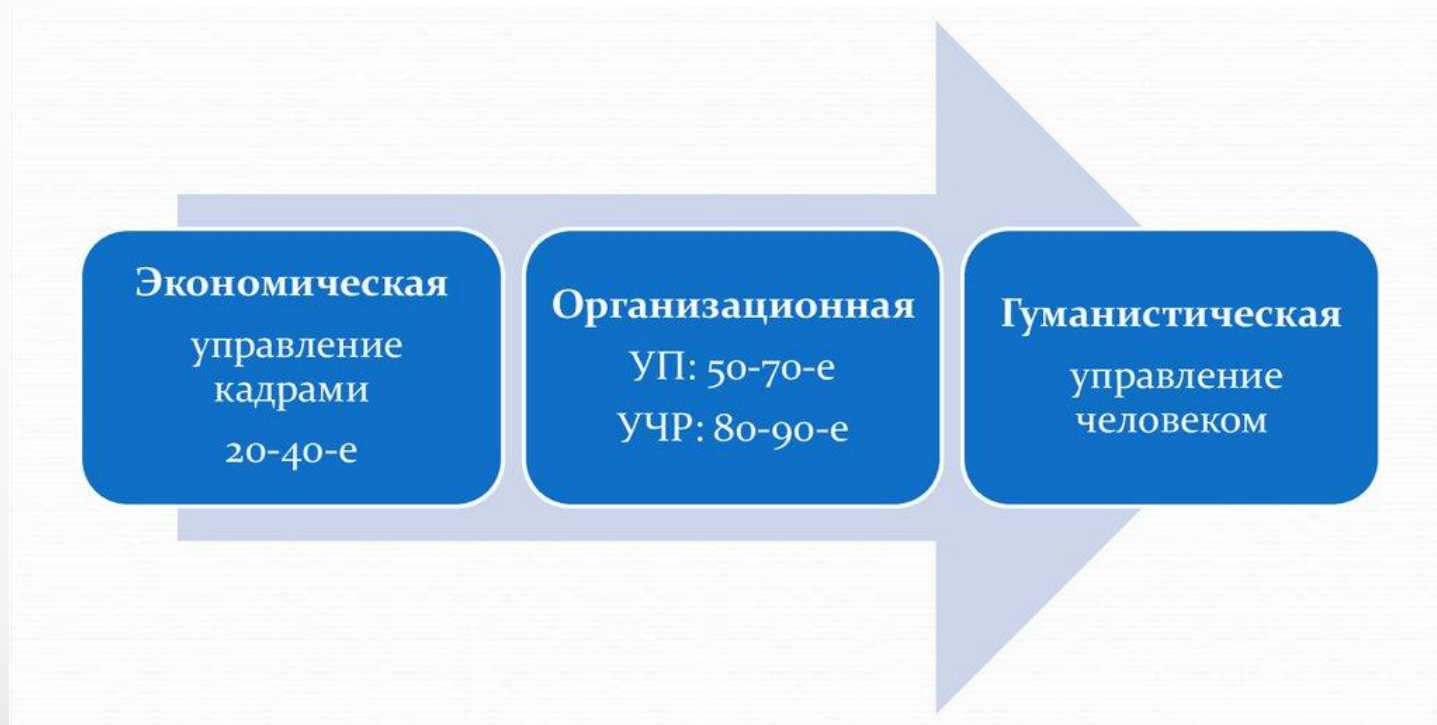 Экономическая
управление
кадрами
20-40-е
Организационная
УП: 50-70-е
УЧР: 80-90-е
Гуманистическая
управление
человеком